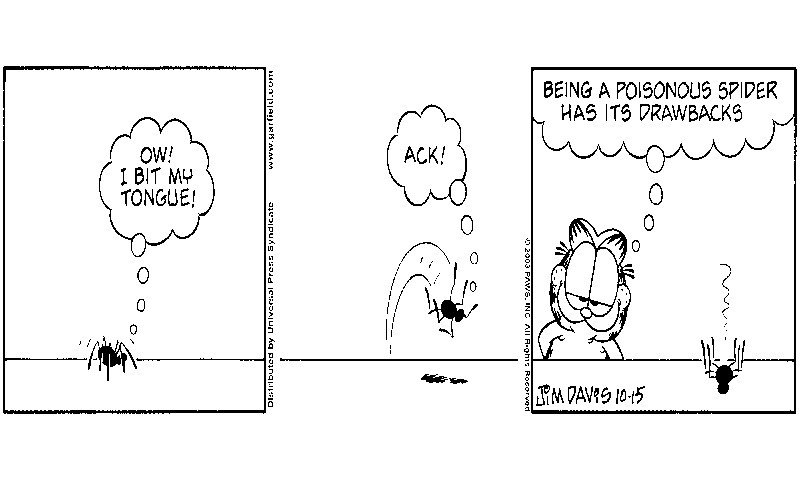 OW!
I BIT MY
TONGUE!
www.garfield.com
Distributed by Universal Press Syndicate
ACK!
© 2003 PAWS, INC. All Rights Reserved
BEING A POISONOUS SPIDER
HAS ITS DRAWBACKS
JIM DAVIS 10-15